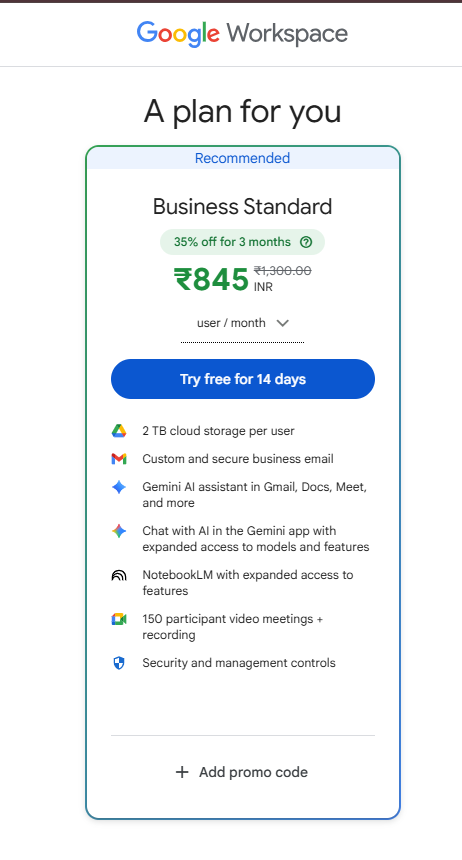 Google Workspace
A plan for you
Recommended
Business Standard
35% off for 3 months
₹845 ₹1,300.00
INR
user / month
Try free for 14 days
2 TB cloud storage per user
Custom and secure business email
Gemini AI assistant in Gmail, Docs, Meet,
and more
Chat with AI in the Gemini app with
expanded access to models and features
NotebookLM with expanded access to
features
150 participant video meetings +
recording
Security and management controls
+ Add promo code